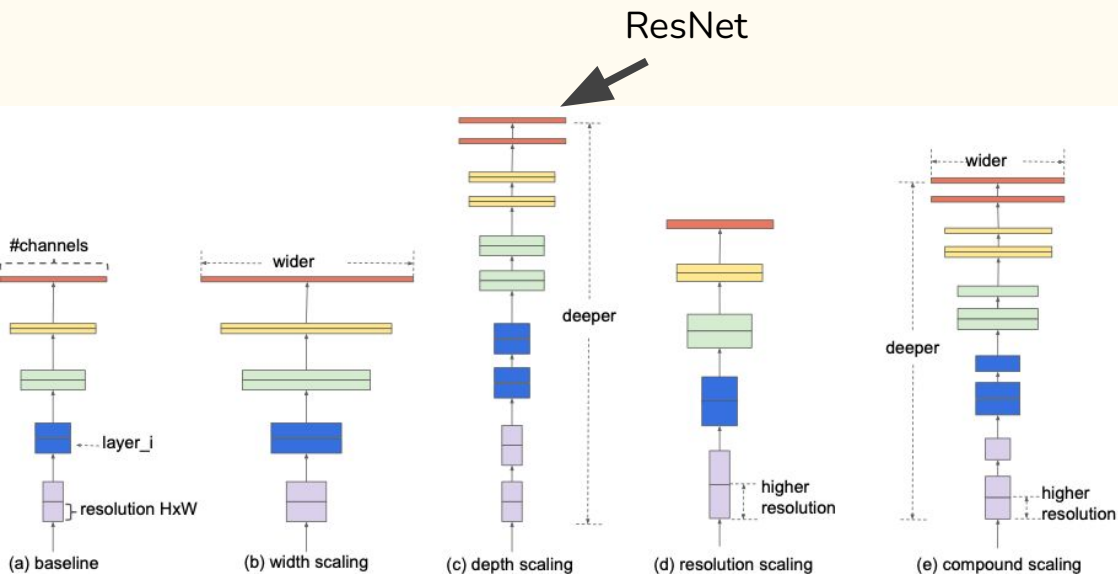 ResNet
#channels
layer_i
resolution HxW
(a) baseline
wider
(b) width scaling
deeper
(c) depth scaling
higher
resolution
(d) resolution scaling
wider
deeper
higher
resolution
(e) compound scaling